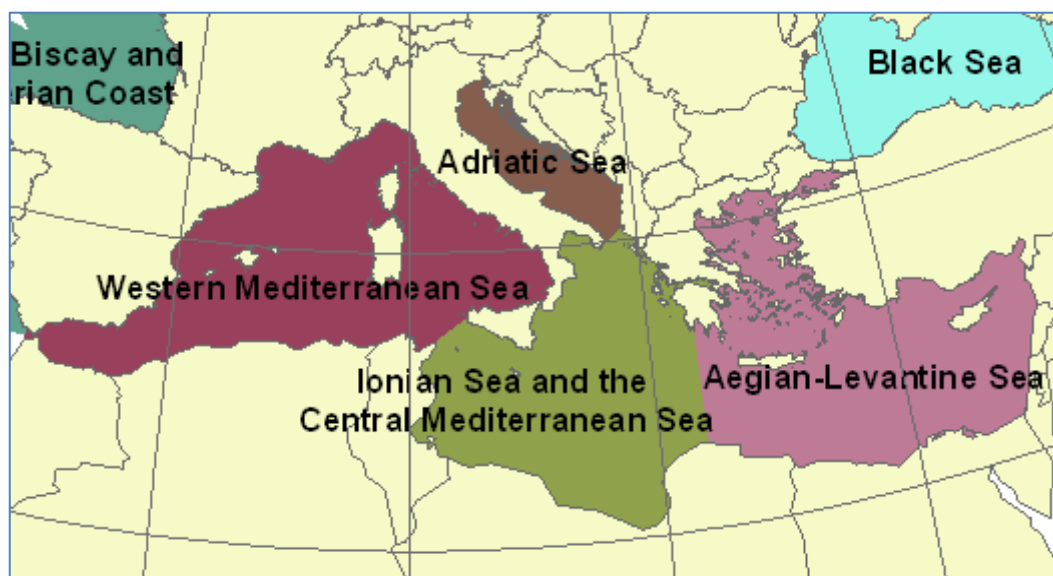 Biscay and
rian Coast
Black Sea
Adriatic Sea
Western Mediterranean Sea
Ionian Sea and the
Central Mediterranean Sea
Aegian-Levantine Sea